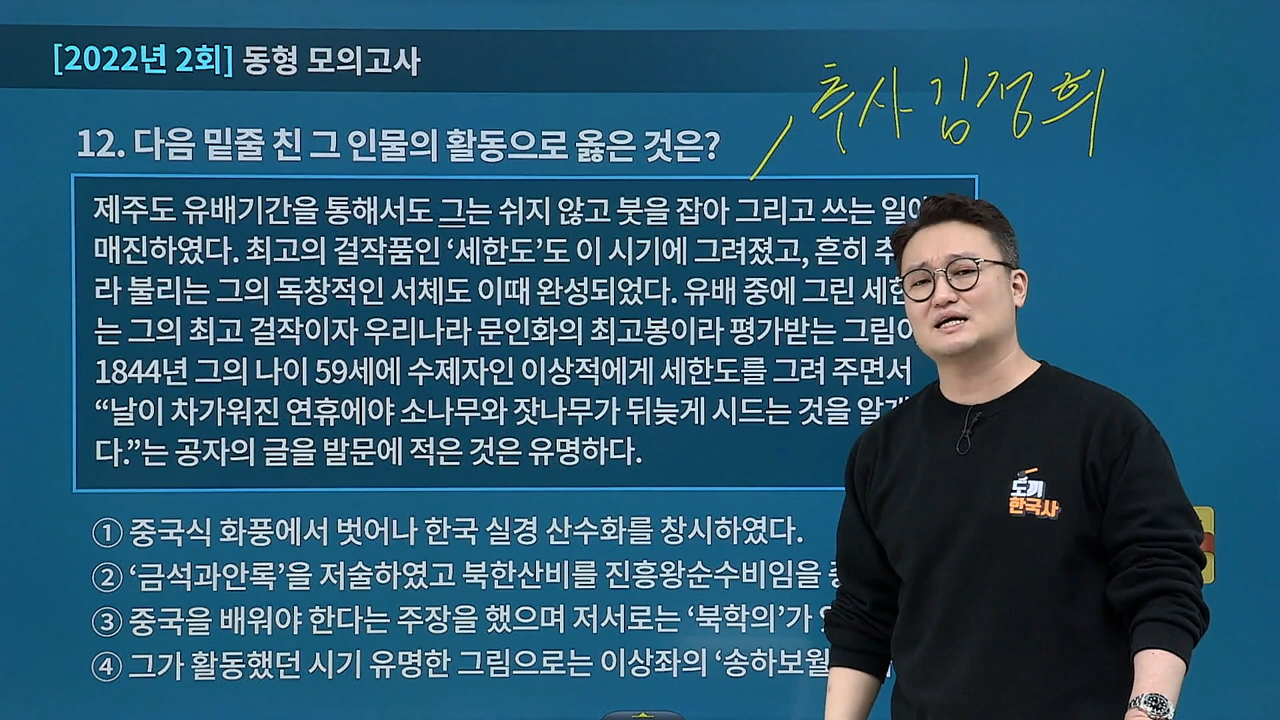 [2022년 2회] 동형 모의고사
추사 김정희
12. 다음 밑줄 친 그 인물의 활동으로 옳은 것은?
제주도 유배기간을 통해서도 그는 쉬지 않고 붓을 잡아 그리고 쓰는
매진하였다. 최고의 걸작품인 ‘세한도’도 이 시기에 그려졌고, 흔히
라 불리는 그의 독창적인 서체도 이때 완성되었다. 유배 중에 그린
는 그의 최고 걸작이자 우리나라 문인화의 최고봉이라 평가받는
1844년 그의 나이 59세에 수제자인 이상적에게 세한도를 그려 주면서
“날이 차가워진 연휴에야 소나무와 잣나무가 뒤늦게 시드는 것을
다.”는 공자의 글을 발문에 적은 것은 유명하다.
① 중국식 화풍에서 벗어나 한국 실경 산수화를 창시하였다.
② ‘금석과안록’을 저술하였고 북한산비를 진흥왕순수비임을
③ 중국을 배워야 한다는 주장을 했으며 저서로는 ‘북학의’가
④ 그가 활동했던 시기 유명한 그림으로는 이상좌의
도끼
한국사